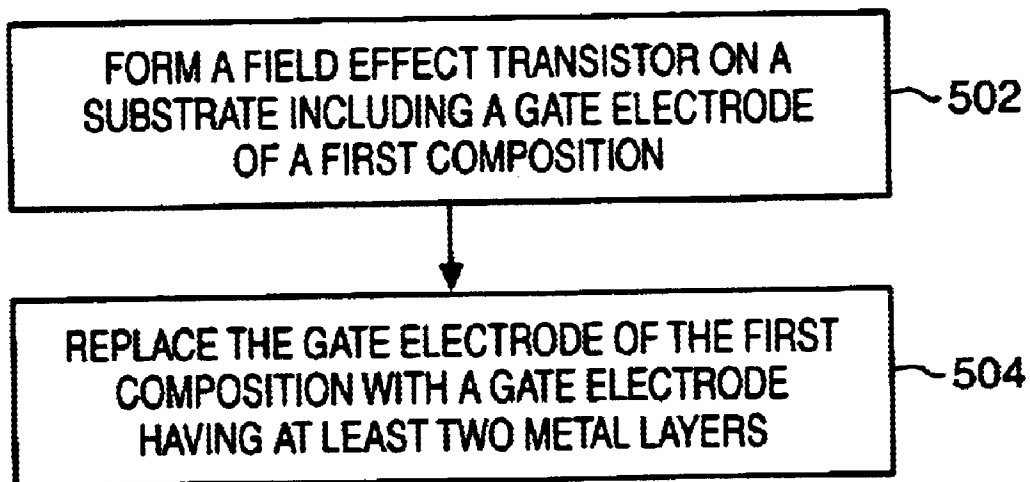 FORM A FIELD EFFECT TRANSISTOR ON A
SUBSTRATE INCLUDING A GATE ELECTRODE
OF A FIRST COMPOSITION
502
REPLACE THE GATE ELECTRODE OF THE FIRST
COMPOSITION WITH A GATE ELECTRODE
HAVING AT LEAST TWO METAL LAYERS
504